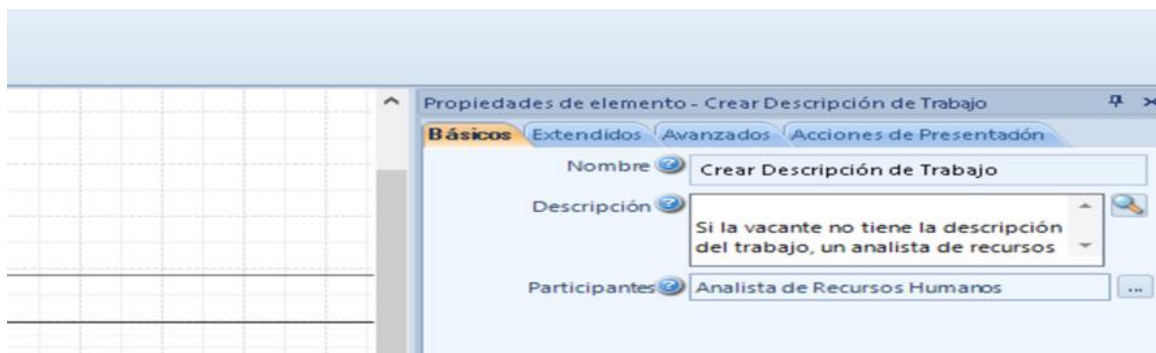 Propiedades de elemento - Crear Descripción de Trabajo
Básicos Extendidos Avanzados Acciones de Presentación
Nombre Crear Descripción de Trabajo
Descripción
Si la vacante no tiene la descripción
del trabajo, un analista de recursos
Participantes Analista de Recursos Humanos ...